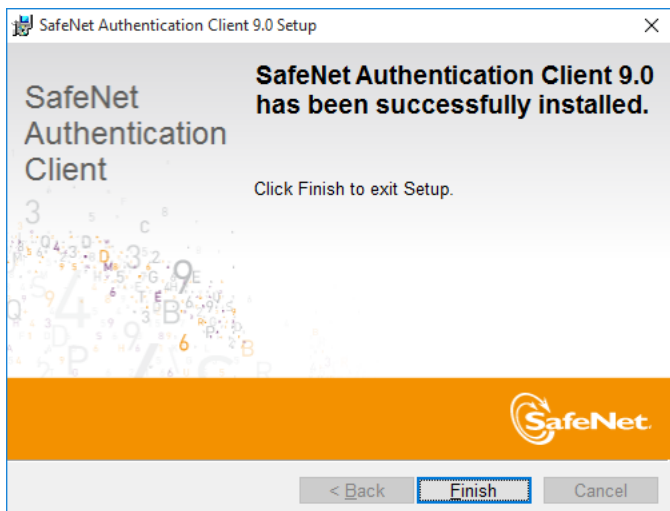 SafeNet Authentication Client 9.0 Setup
SafeNet
Authentication
Client
SafeNet Authentication Client 9.0
has been successfully installed.
Click Finish to exit Setup.
SafeNet.
< Back
Finish
Cancel